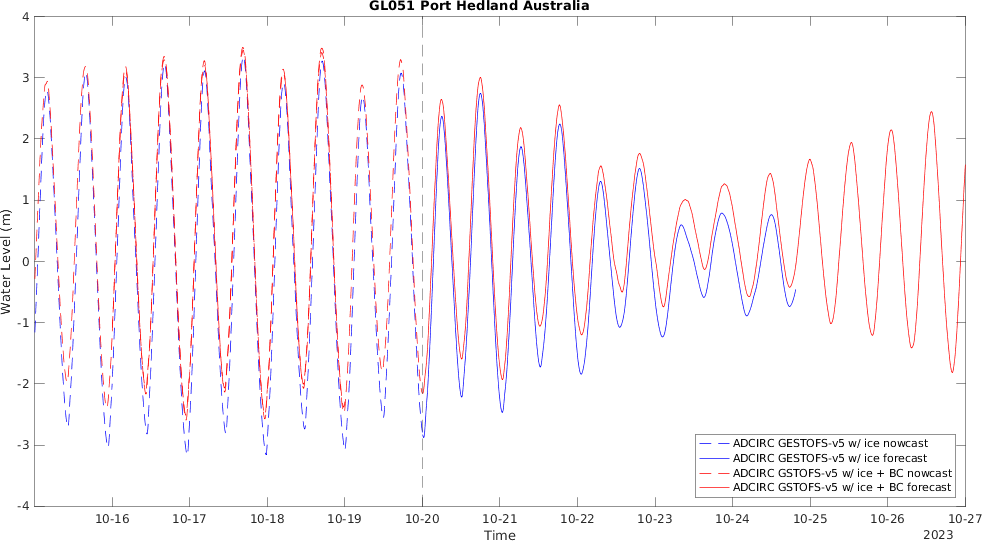 GL051 Port Hedland Australia
4
3
2
1
0
-1
-2
-3
-4
Water Level (m)
ADCIRC GESTOFS-v5 w/ ice nowcast
ADCIRC GESTOFS-v5 w/ ice forecast
ADCIRC GSTOFS-v5 w/ ice + BC nowcast
ADCIRC GSTOFS-v5 w/ ice + BC forecast
10-16 10-17 10-18 10-19 10-20 10-21 10-22 10-23 10-24 10-25 10-26 10-27
Time
2023